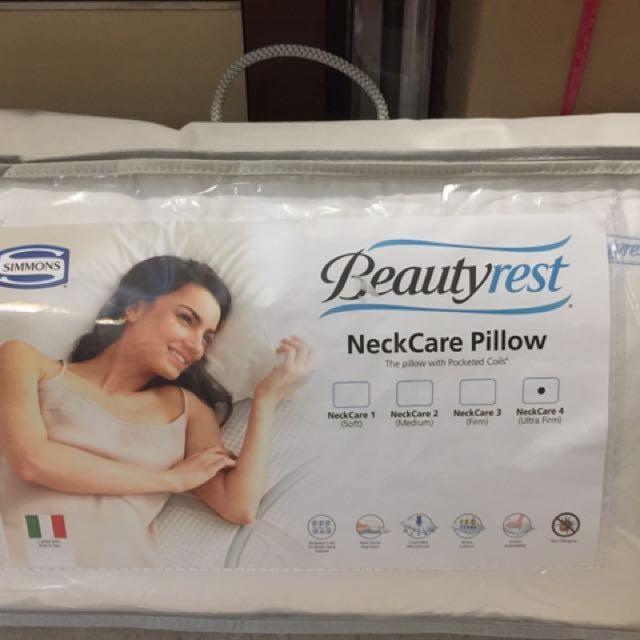 SIMMONS
Beautyrest
NeckCare Pillow
The pillow with Pocketed Coils®
NeckCare 1
(Soft)
NeckCare 2
(Medium)
NeckCare 3
(Firm)
NeckCare 4
(Ultra Firm)